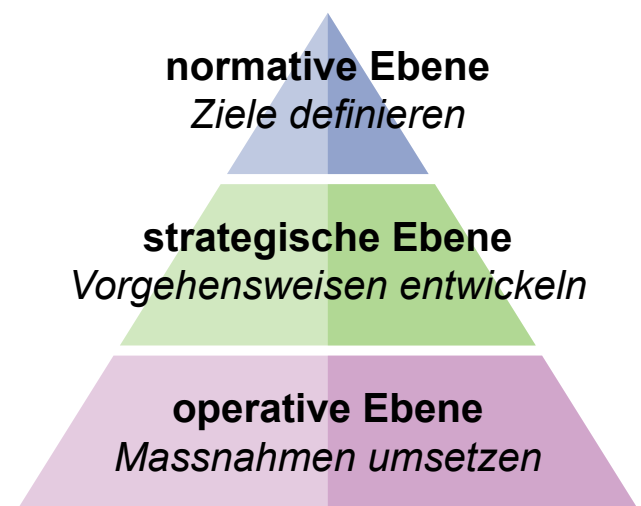 normative Ebene
Ziele definieren
strategische Ebene
Vorgehensweisen entwickeln
operative Ebene
Massnahmen umsetzen